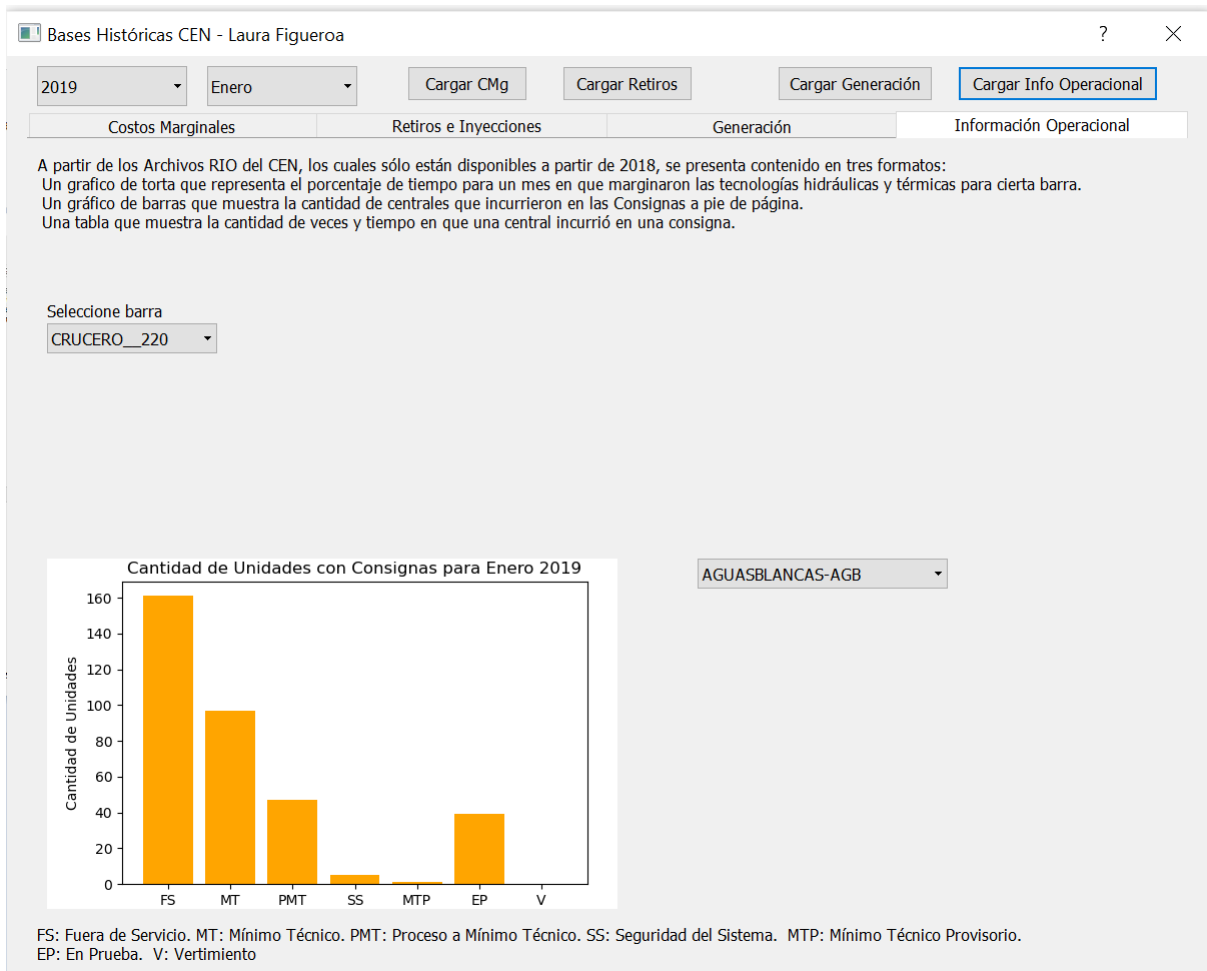 Bases Históricas CEN - Laura Figueroa
?
2019
Enero
Cargar CMg
Cargar Retiros
Cargar Generación
Cargar Info Operacional
Costos Marginales
Retiros e Inyecciones
Generación
Información Operacional
A partir de los Archivos RIO del CEN, los cuales sólo están disponibles a partir de 2018, se presenta contenido en tres formatos:
Un grafico de torta que representa el porcentaje de tiempo para un mes en que marginaron las tecnologías hidráulicas y térmicas para cierta barra.
Un gráfico de barras que muestra la cantidad de centrales que incurrieron en las Consignas a pie de página.
Una tabla que muestra la cantidad de veces y tiempo en que una central incurrió en una consigna.
Seleccione barra
CRUCERO__220
Cantidad de Unidades con Consignas para Enero 2019
AGUASBLANCAS-AGB
Cantidad de Unidades
160
140
120
100
80
60
40
20
0
FS MT PMT SS MTP EP V
FS: Fuera de Servicio. MT: Mínimo Técnico. PMT: Proceso a Mínimo Técnico. SS: Seguridad del Sistema. MTP: Mínimo Técnico Provisorio.
EP: En Prueba. V: Vertimiento